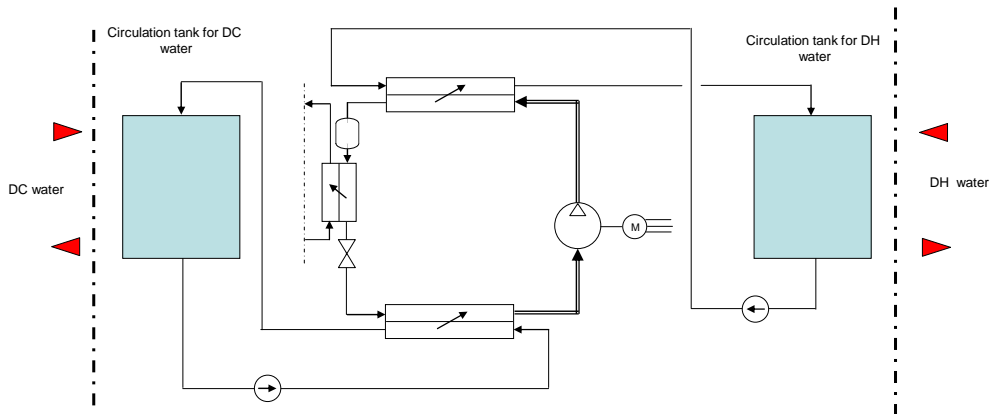 Circulation tank for DC
water
Circulation tank for DH
water
DC water
DH  water
M